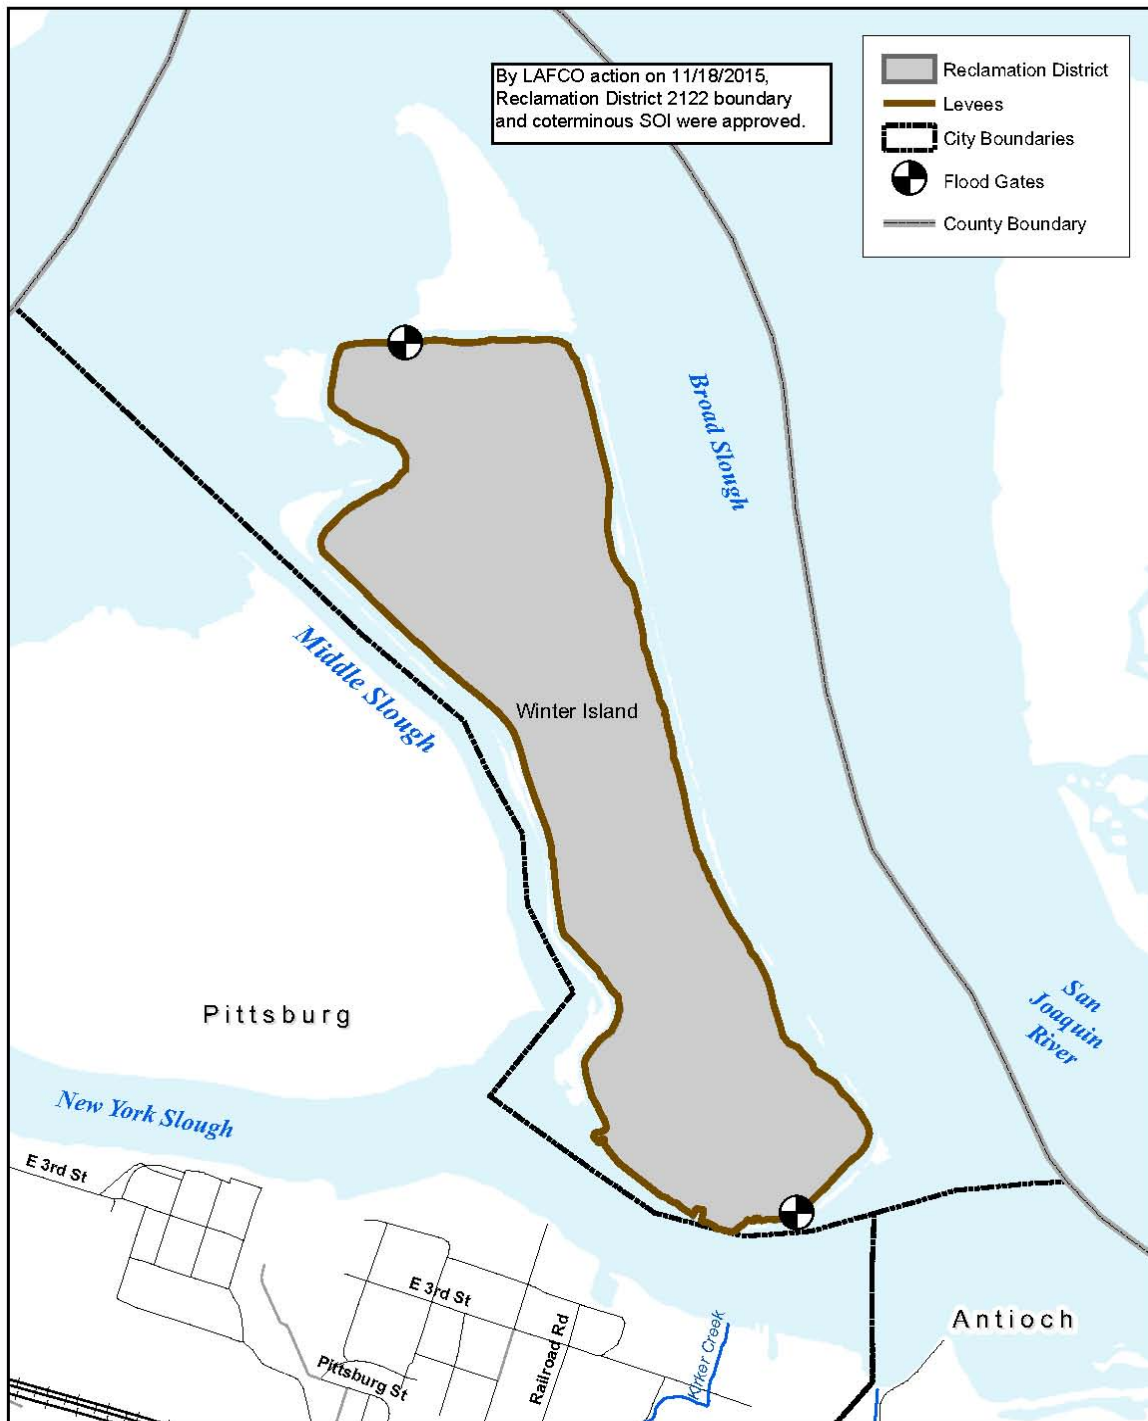 By LAFCO action on 11/18/2015,
Reclamation District 2122 boundary
and coterminous SOI were approved.
Reclamation District
Levees
City Boundaries
Flood Gates
County Boundary
Broad Slough
Middle Slough
Winter Island
San
Joaquin
River
Pittsburg
New York Slough
E 3rd St
E 3rd St
Railroad Rd
Pittsburg St
Kirker Creek
Antioch